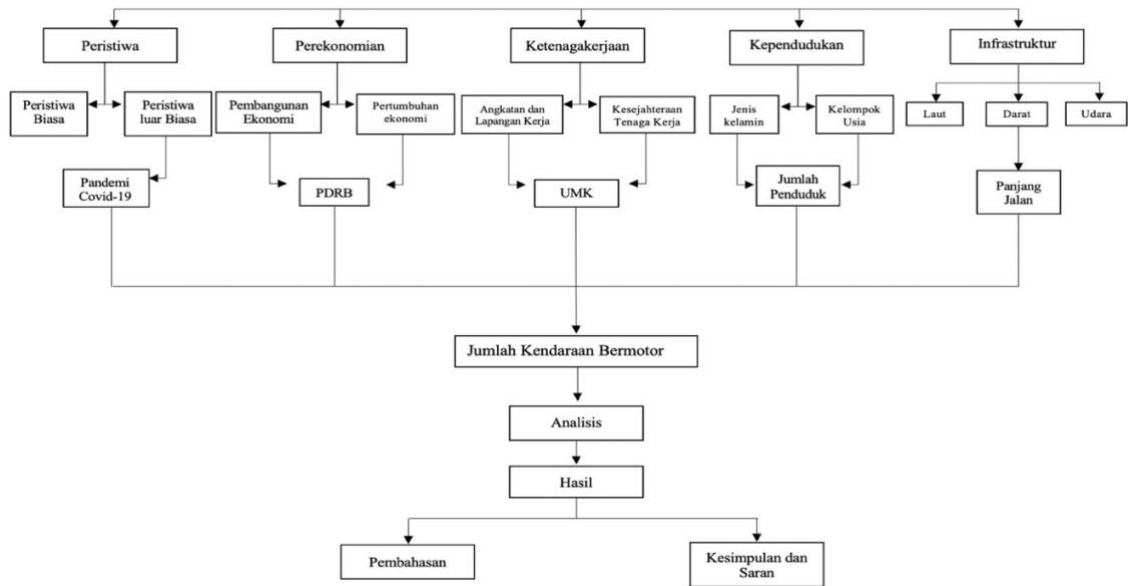 Peristiwa
Perekonomian
Ketenagakerjaan
Kependudukan
Infrastruktur
Peristiwa
Biasa
Peristiwa
luar Biasa
Pembangunan
Ekonomi
Pertumbuhan
ekonomi
Angkatan dan
Lapangan Kerja
Kesejahteraan
Tenaga Kerja
Jenis
kelamin
Kelompok
Usia
Laut
Darat
Udara
Pandemi
Covid-19
PDRB
UMK
Jumlah
Penduduk
Panjang
Jalan
Jumlah Kendaraan Bermotor
Analisis
Hasil
Pembahasan
Kesimpulan dan
Saran